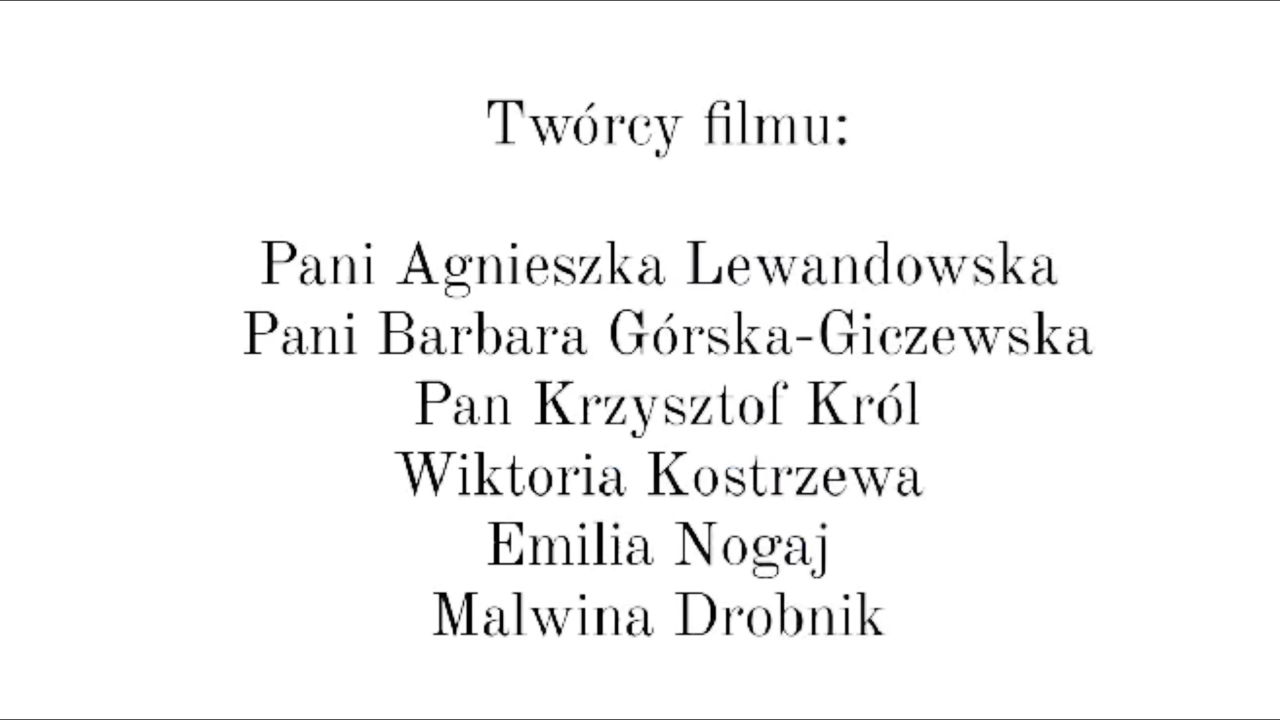 Twórcy filmu:
Pani Agnieszka Lewandowska
Pani Barbara Górska-Giczewska
Pan Krzysztof Król
Wiktoria Kostrzewa
Emilia Nogaj
Malwina Drobnik